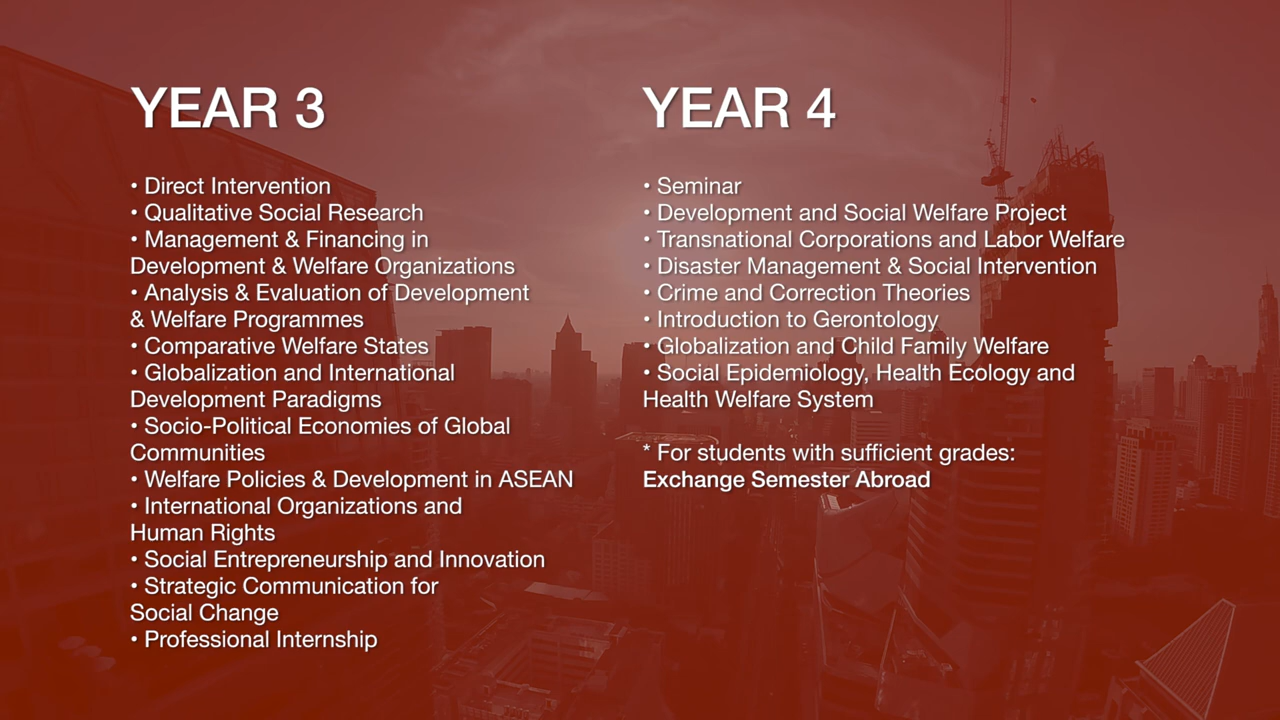 YEAR 3
• Direct Intervention
• Qualitative Social Research
• Management & Financing in
Development & Welfare Organizations
• Analysis & Evaluation of Development
& Welfare Programmes
• Comparative Welfare States
• Globalization and International
Development Paradigms
• Socio-Political Economies of Global
Communities
• Welfare Policies & Development in ASEAN
• International Organizations and
Human Rights
• Social Entrepreneurship and Innovation
• Strategic Communication for
Social Change
• Professional Internship
YEAR 4
• Seminar
• Development and Social Welfare Project
• Transnational Corporations and Labor Welfare
• Disaster Management & Social Intervention
• Crime and Correction Theories
• Introduction to Gerontology
• Globalization and Child Family Welfare
• Social Epidemiology, Health Ecology and
Health Welfare System
* For students with sufficient grades:
Exchange Semester Abroad